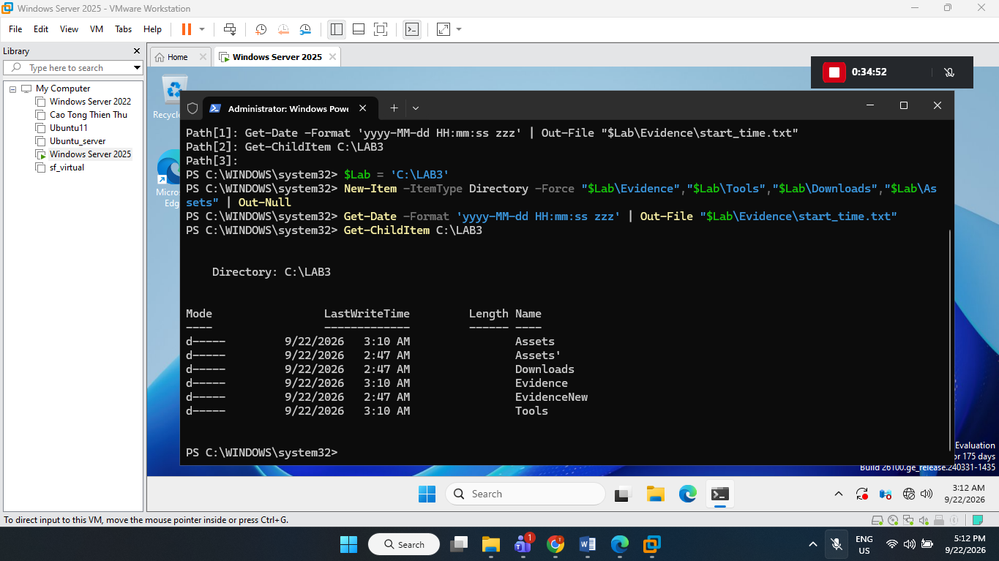 Windows Server 2025 - VMware Workstation
File Edit View VM Tabs Help
Library
Type here to search
My Computer
Windows Server 2022
Cao Tong Thien Thu
Ubuntu11
Ubuntu_server
Windows Server 2025
sf_virtual
Home
Windows Server 2025
0:34:52
Recycle
Micros
Edg
Administrator: Windows Powe
Path[1]: Get-Date -Format 'yyyy-MM-dd HH:mm:ss zzz' | Out-File "$Lab\Evidence\start_time.txt"
Path[2]: Get-ChildItem C:\LAB3
Path[3]:
PS C:\WINDOWS\system32> $Lab = 'C:\LAB3'
PS C:\WINDOWS\system32> New-Item -ItemType Directory -Force "$Lab\Evidence","$Lab\Tools","$Lab\Downloads","$Lab\As
sets" | Out-Null
PS C:\WINDOWS\system32> Get-Date -Format 'yyyy-MM-dd HH:mm:ss zzz' | Out-File "$Lab\Evidence\start_time.txt"
PS C:\WINDOWS\system32> Get-ChildItem C:\LAB3
Directory: C:\LAB3
Mode LastWriteTime Length Name
---- ------------- ------ ----
d----- 9/22/2026 3:10 AM Assets
d----- 9/22/2026 2:47 AM Assets'
d----- 9/22/2026 2:47 AM Downloads
d----- 9/22/2026 3:10 AM Evidence
d----- 9/22/2026 2:47 AM EvidenceNew
d----- 9/22/2026 3:10 AM Tools
PS C:\WINDOWS\system32>
Evaluation
or 175 days
Build 26100.ge_release.240331-1435
Search
3:12 AM
9/22/2026
To direct input to this VM, move the mouse pointer inside or press Ctrl+G.
Search
1
ENG
US
5:12 PM
9/22/2026